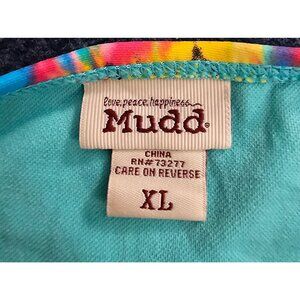 love, peace, happiness
Mudd®
CHINA
RN# 73277
CARE ON REVERSE
XL